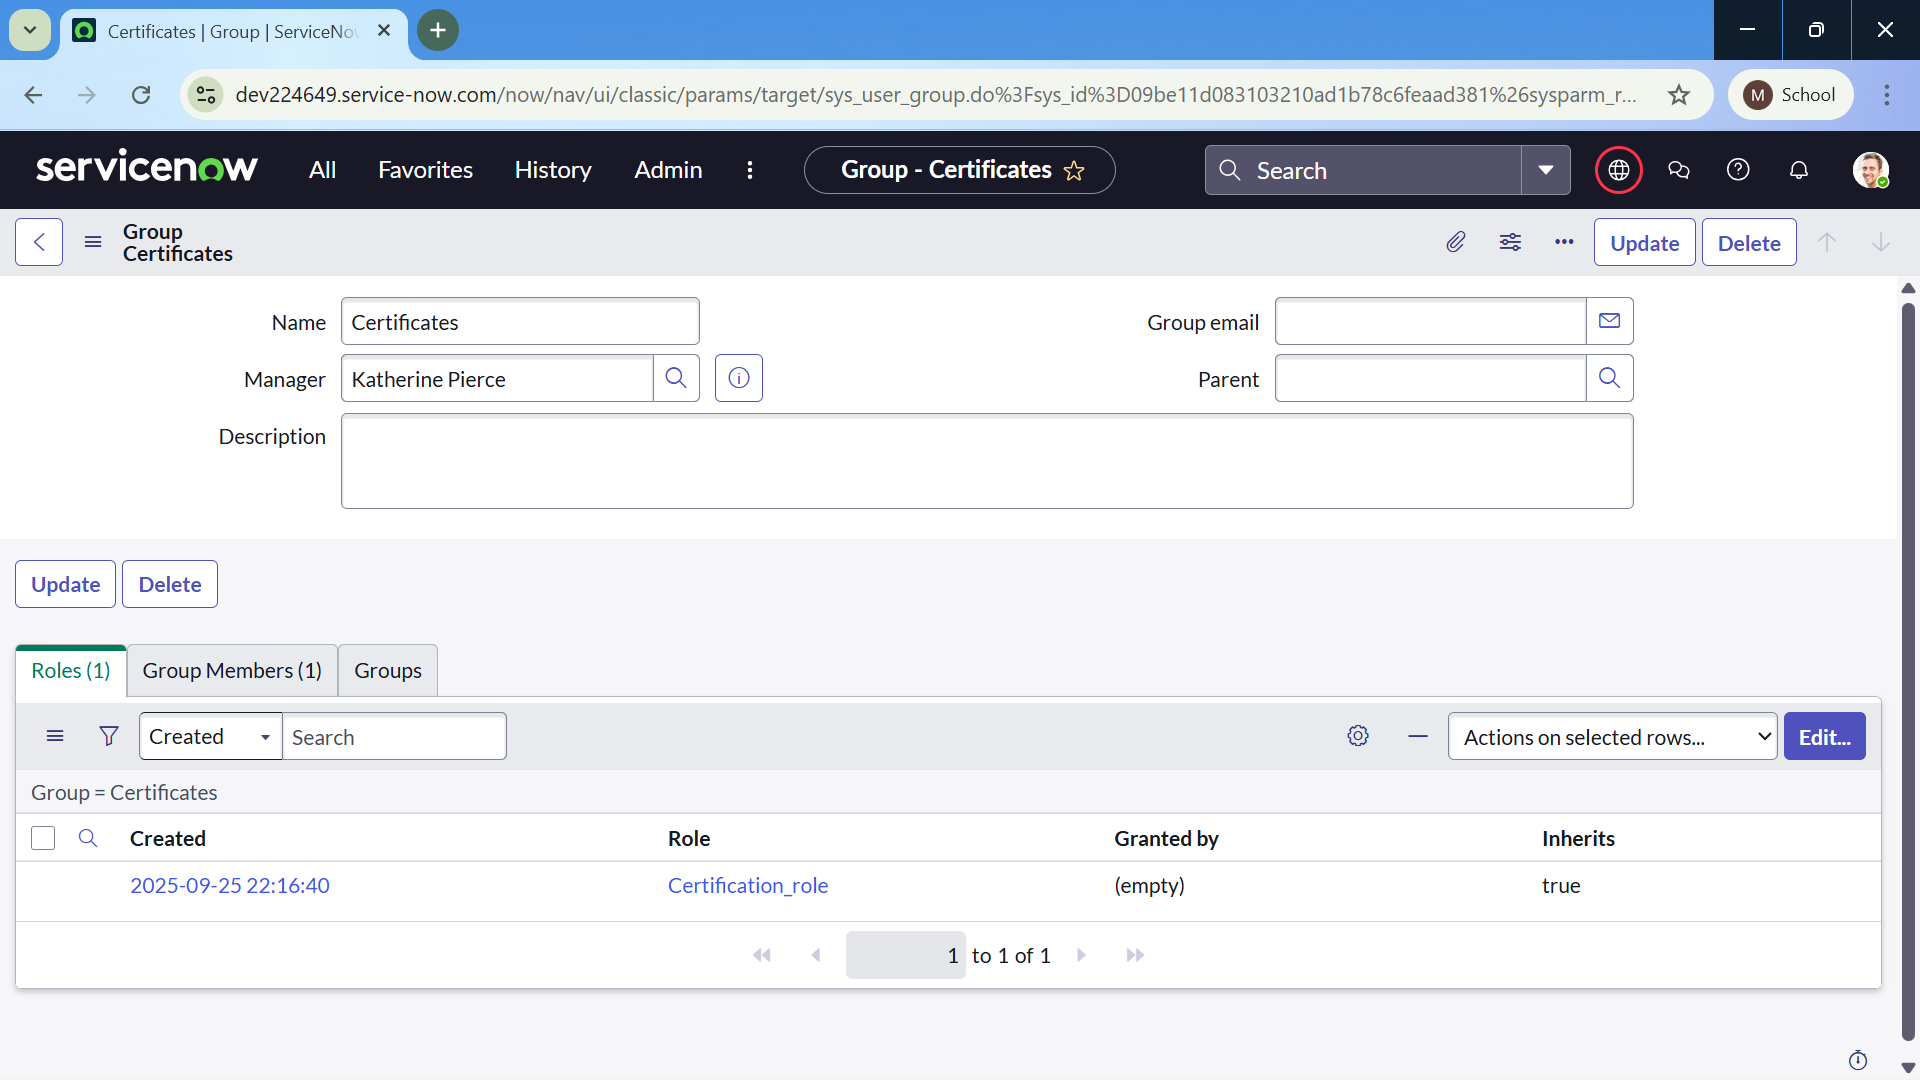 Certificates | Group | ServiceNow
dev224649.service-now.com/now/nav/ui/classic/params/target/sys_user_group.do%3Fsys_id%3D09be11d083103210ad1b78c6feaad381%26sysparm_r...
M School
servicenow All Favorites History Admin Group - Certificates Search
Group
Certificates
Update Delete
Name Certificates Group email
Manager Katherine Pierce Parent
Description
Update Delete
Roles (1) Group Members (1) Groups
Created Search Actions on selected rows... Edit...
Group = Certificates
Created Role Granted by Inherits
2025-09-25 22:16:40 Certification_role (empty) true
1 to 1 of 1